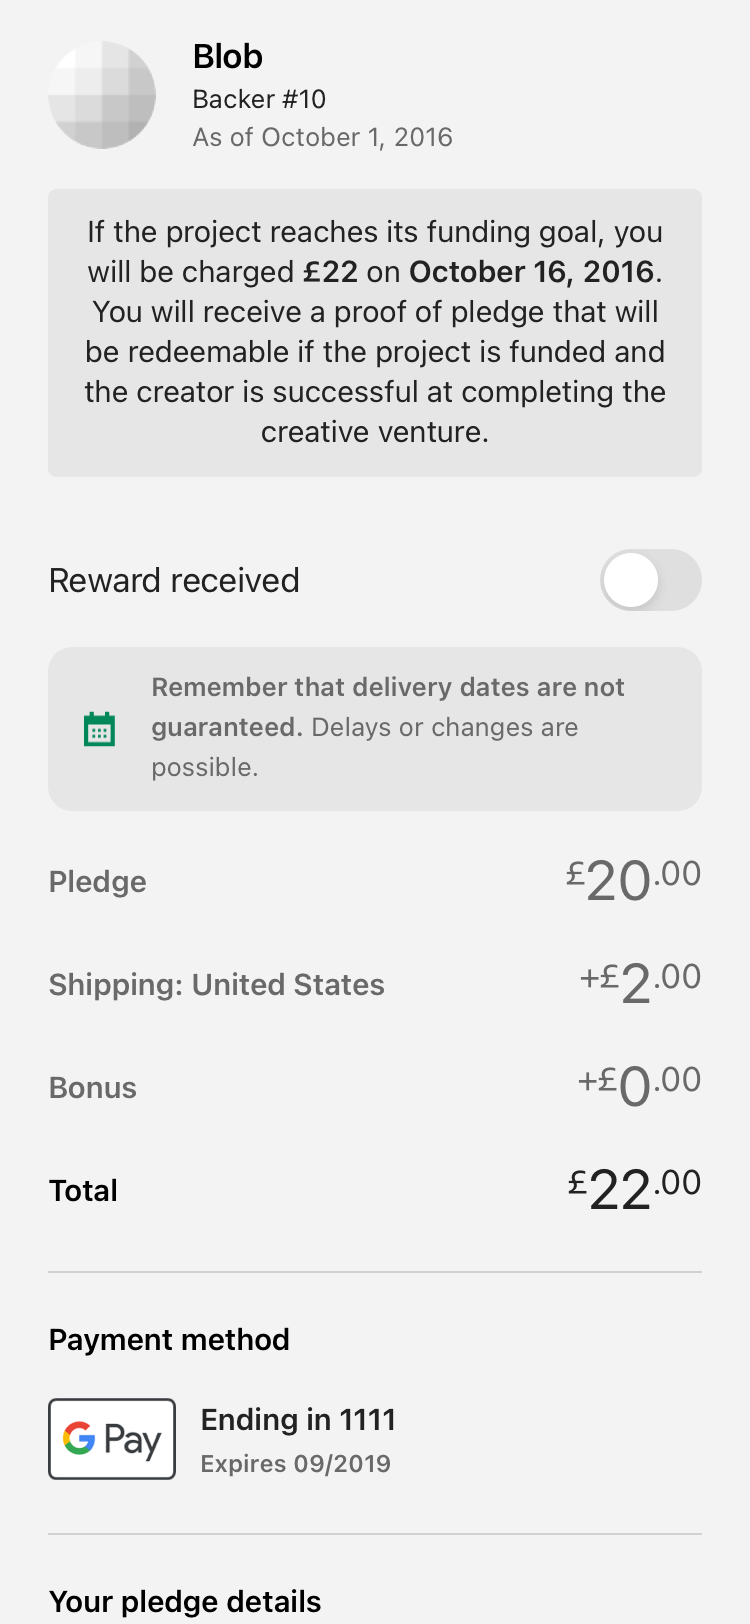 Blob
Backer #10
As of October 1, 2016
If the project reaches its funding goal, you
will be charged £22 on October 16, 2016.
You will receive a proof of pledge that will
be redeemable if the project is funded and
the creator is successful at completing the
creative venture.
Reward received
Remember that delivery dates are not
guaranteed. Delays or changes are
possible.
Pledge £20.00
Shipping: United States +£2.00
Bonus +£0.00
Total £22.00
Payment method
G Pay Ending in 1111
Expires 09/2019
Your pledge details